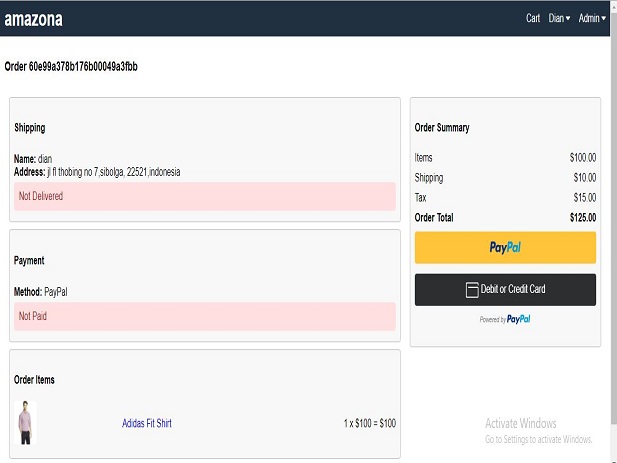 amazona
Cart Dian Admin
Order 60e99a378b176b00049a3fbb
Shipping
Name: dian
Address: jl fl thobing no 7,sibolga, 22521,indonesia
Not Delivered
Payment
Method: PayPal
Not Paid
Order Items
Adidas Fit Shirt 1 x $100 = $100
Order Summary
Items $100.00
Shipping $10.00
Tax $15.00
Order Total $125.00
PayPal
Debit or Credit Card
Powered by PayPal
Activate Windows
Go to Settings to activate Windows.